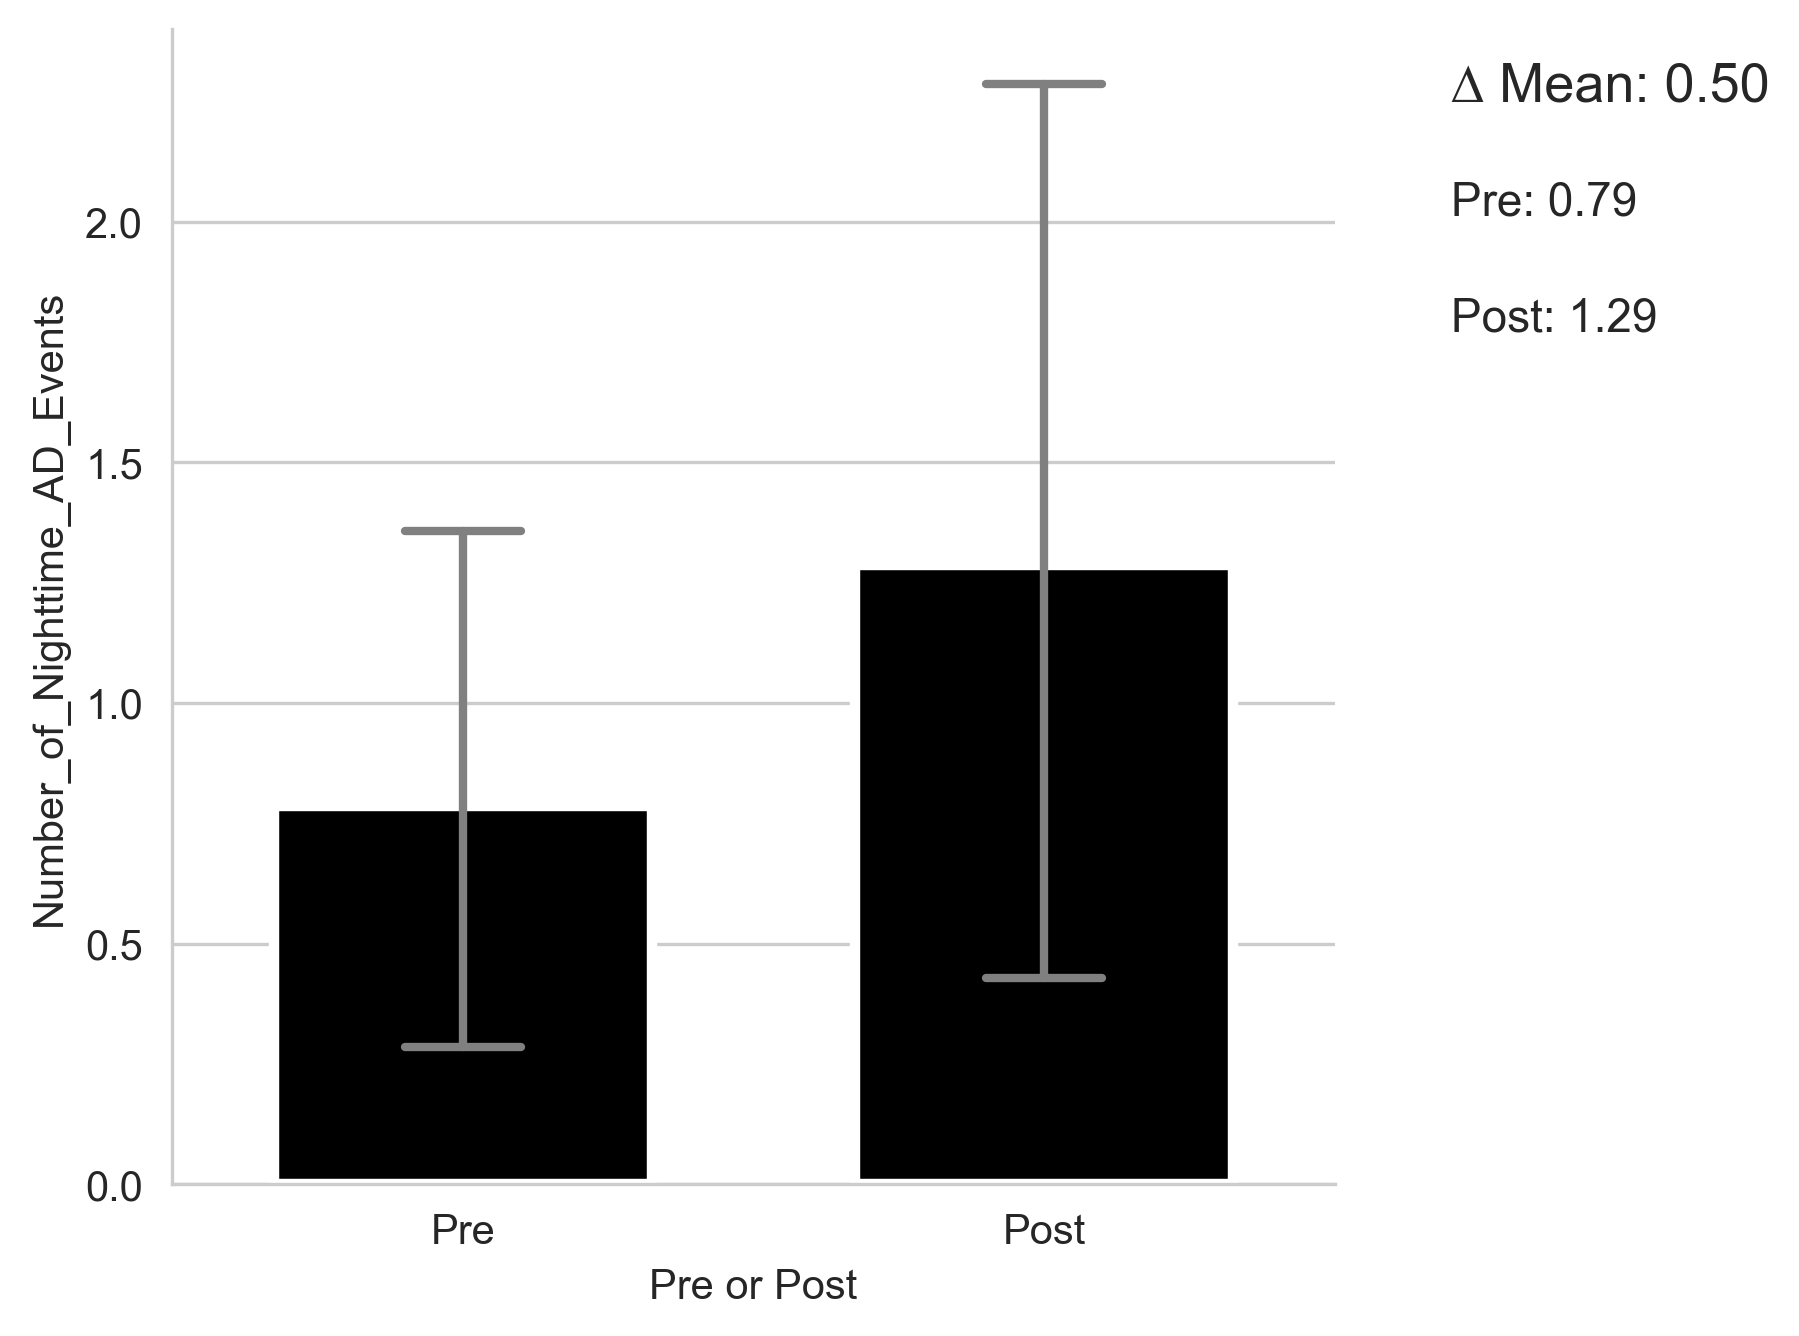 Δ Mean: 0.50
Pre: 0.79
Post: 1.29
Number_of_Nighttime_AD_Events
2.0
1.5
1.0
0.5
0.0
Pre
Post
Pre or Post